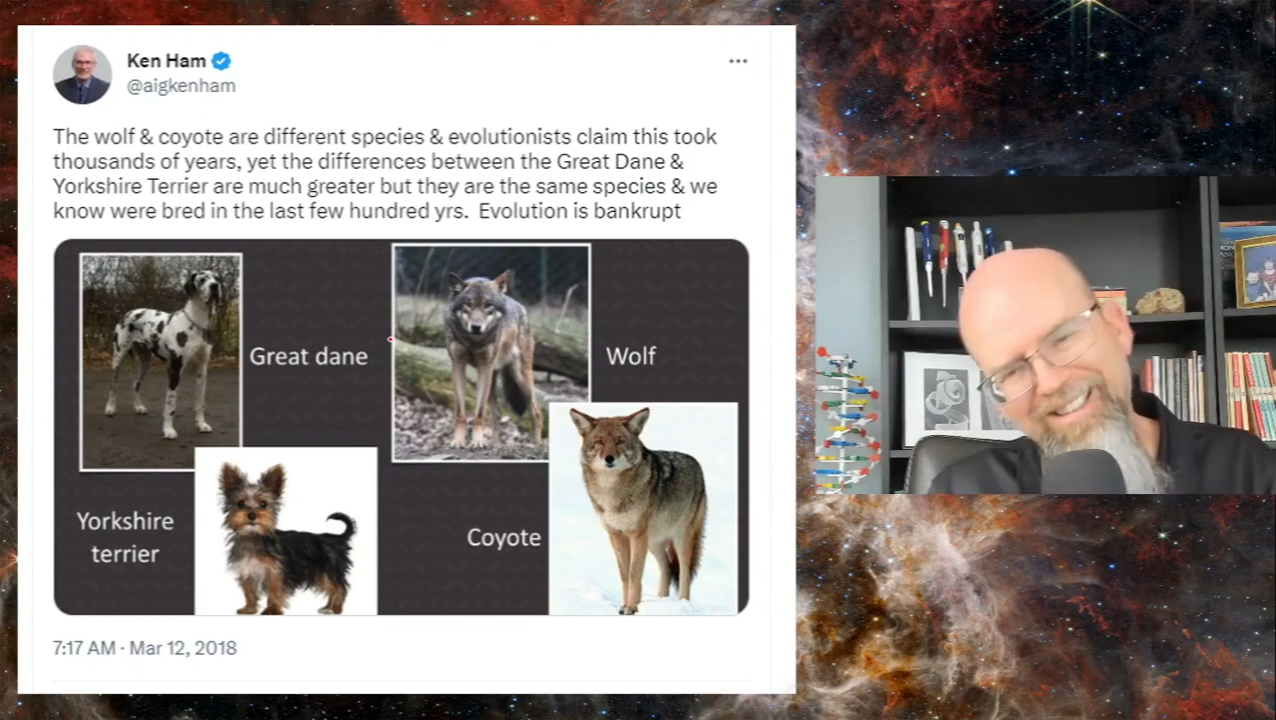 Ken Ham
@aigkenham
The wolf & coyote are different species & evolutionists claim this took
thousands of years, yet the differences between the Great Dane &
Yorkshire Terrier are much greater but they are the same species & we
know were bred in the last few hundred yrs.  Evolution is bankrupt
Great dane
Wolf
Yorkshire
terrier
Coyote
7:17 AM · Mar 12, 2018